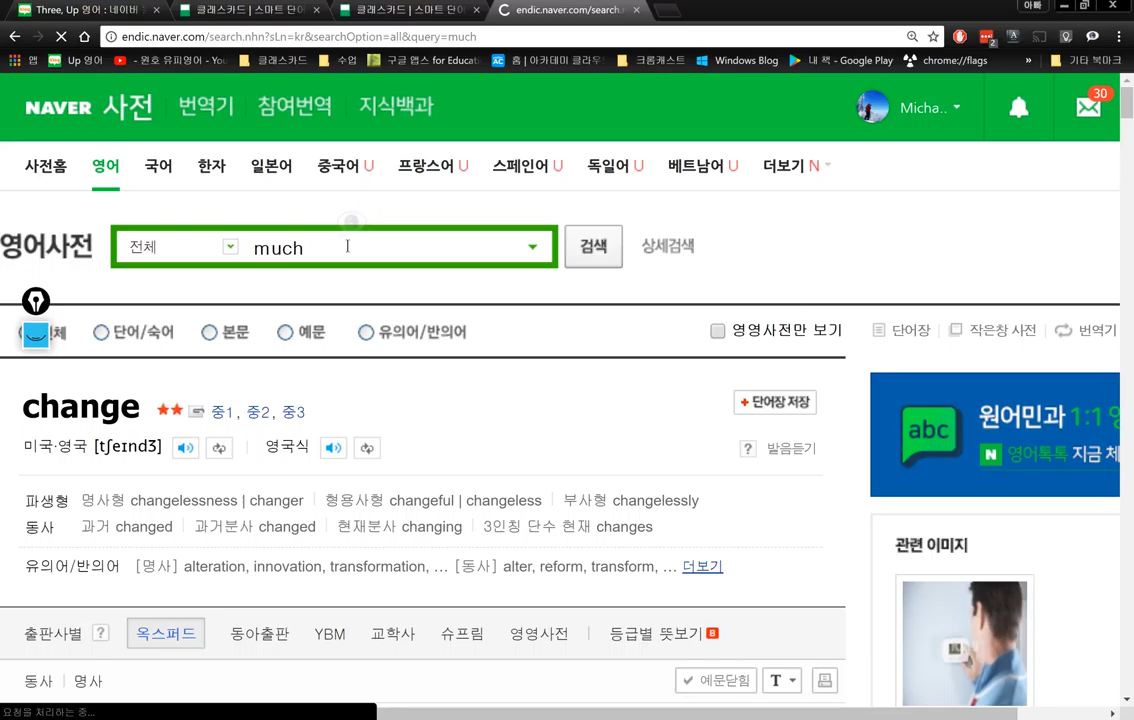 Three, Up 영어 : 네이버
클래스카드 | 스마트 단어
클래스카드 | 스마트 단어
endic.naver.com/search.n
아빠
endic.naver.com/search.nhn?sLn=kr&searchOption=all&query=much
2
앱 Up 영어 - 원호 유피영어 - You 클래스카드 수업 구글 앱스 for Educati 홈 | 아카데미 클라우 크롬캐스트 Windows Blog 내 책 - Google Play chrome://flags » 기타 북마크
NAVER 사전 번역기 참여번역 지식백과 Micha.. 30
사전홈 영어 국어 한자 일본어 중국어 U 프랑스어 U 스페인어 U 독일어 U 베트남어 U 더보기 N
영어사전 전체 much 검색 상세검색
체 단어/숙어 본문 예문 유의어/반의어 영영사전만 보기 단어장 작은창 사전 번역기
change ★★ 중1, 중2, 중3 + 단어장 저장
미국·영국 [tʃeɪndʒ] 영국식 ? 발음듣기
abc
원어민과 1:1 영
N 영어톡톡 지금 체
파생형 명사형 changelessness | changer 형용사형 changeful | changeless 부사형 changelessly
동사 과거 changed 과거분사 changed 현재분사 changing 3인칭 단수 현재 changes
유의어/반의어 [명사] alteration, innovation, transformation, … [동사] alter, reform, transform, … 더보기
관련 이미지
출판사별 ? 옥스퍼드 동아출판 YBM 교학사 슈프림 영영사전 등급별 뜻보기
동사 | 명사 예문닫힘 T
요청을 처리하는 중...